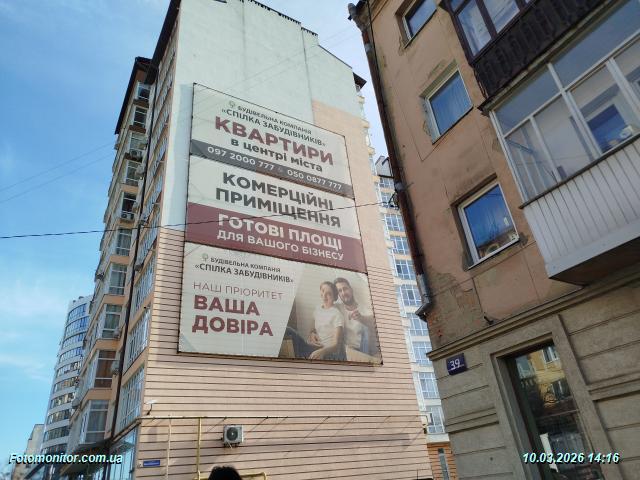 БУДІВЕЛЬНА КОМПАНІЯ
«СПІЛКА ЗАБУДІВНИКІВ»
КВАРТИРИ
в центрі міста
097 2000 777 050 0877 777
КОМЕРЦІЙНІ
ПРИМІЩЕННЯ
ГОТОВІ ПЛОЩІ
ДЛЯ ВАШОГО БІЗНЕСУ
БУДІВЕЛЬНА КОМПАНІЯ
«СПІЛКА ЗАБУДІВНИКІВ»
НАШ ПРІОРИТЕТ
ВАША
ДОВІРА
39
Fotomonitor.com.ua
10.03.2026 14:16